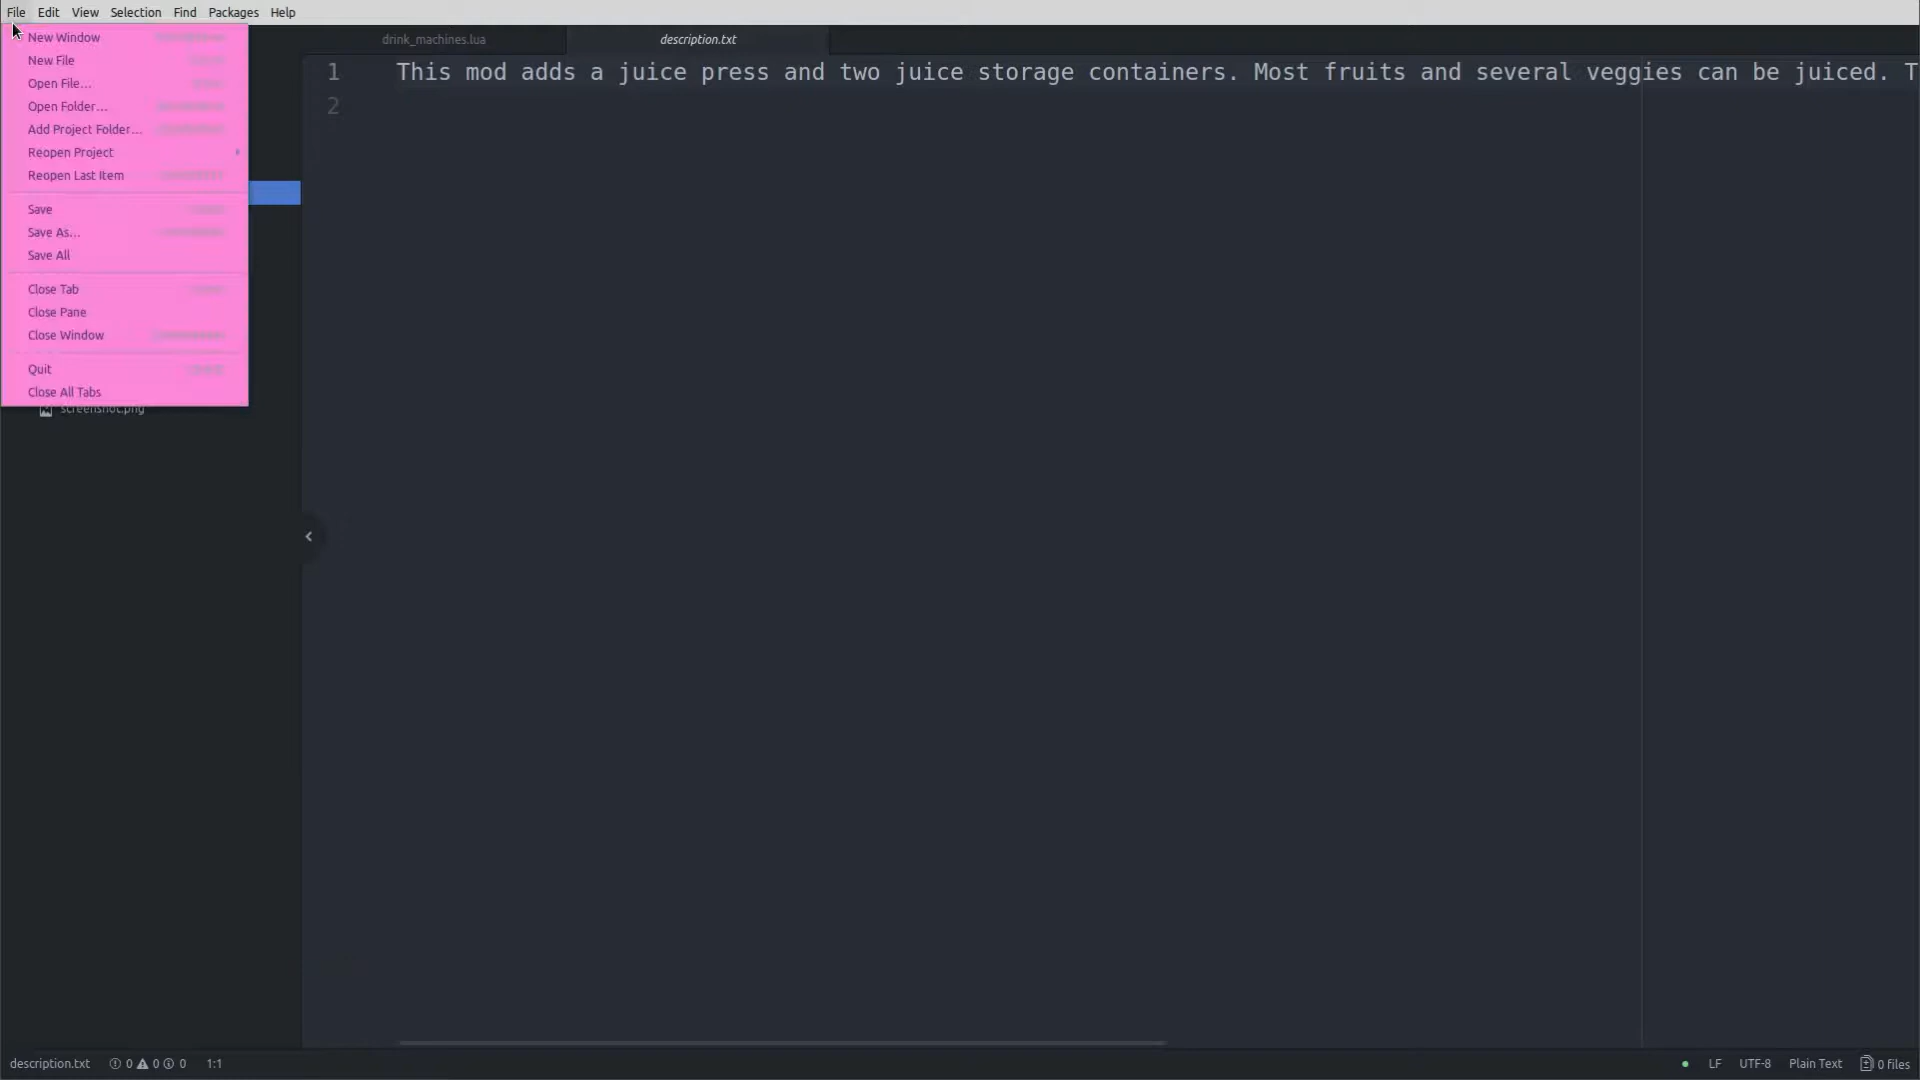 File Edit View Selection Find Packages Help
drink_machines.lua description.txt
New Window
New File
Open File…
Open Folder…
Add Project Folder…
Reopen Project
Reopen Last Item
Save
Save As…
Save All
Close Tab
Close Pane
Close Window
Quit
Close All Tabs
screenshot.png
1 This mod adds a juice press and two juice storage containers. Most fruits and several veggies can be juiced. T
2
description.txt 0 0 0 1:1 LF UTF-8 Plain Text 0 files